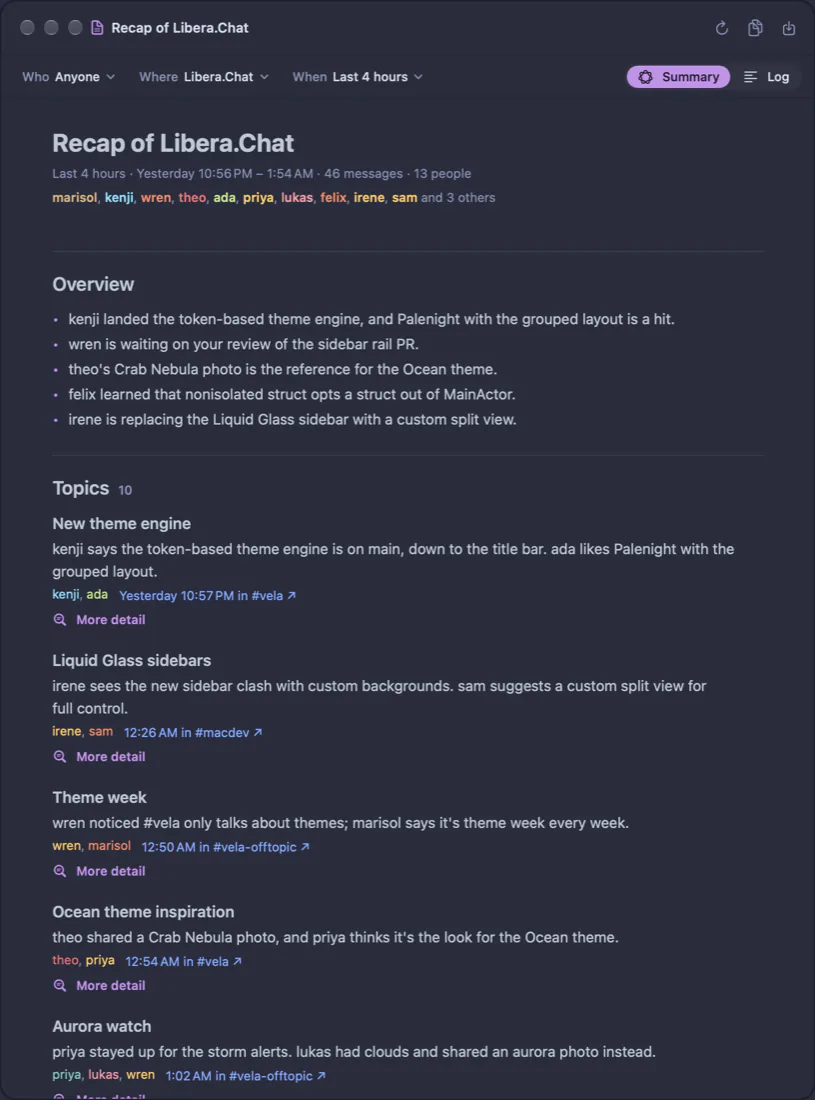 Recap of Libera.Chat
Who Anyone Where Libera.Chat When Last 4 hours Summary Log
Recap of Libera.Chat
Last 4 hours · Yesterday 10:56 PM – 1:54 AM · 46 messages · 13 people
marisol, kenji, wren, theo, ada, priya, lukas, felix, irene, sam and 3 others
Overview
• kenji landed the token-based theme engine, and Palenight with the grouped layout is a hit.
• wren is waiting on your review of the sidebar rail PR.
• theo's Crab Nebula photo is the reference for the Ocean theme.
• felix learned that nonisolated struct opts a struct out of MainActor.
• irene is replacing the Liquid Glass sidebar with a custom split view.
Topics 10
New theme engine
kenji says the token-based theme engine is on main, down to the title bar. ada likes Palenight with the
grouped layout.
kenji, ada Yesterday 10:57 PM in #vela ↗
More detail
Liquid Glass sidebars
irene sees the new sidebar clash with custom backgrounds. sam suggests a custom split view for
full control.
irene, sam 12:26 AM in #macdev ↗
More detail
Theme week
wren noticed #vela only talks about themes; marisol says it's theme week every week.
wren, marisol 12:50 AM in #vela-offtopic ↗
More detail
Ocean theme inspiration
theo shared a Crab Nebula photo, and priya thinks it's the look for the Ocean theme.
theo, priya 12:54 AM in #vela ↗
More detail
Aurora watch
priya stayed up for the storm alerts. lukas had clouds and shared an aurora photo instead.
priya, lukas, wren 1:02 AM in #vela-offtopic ↗
More detail